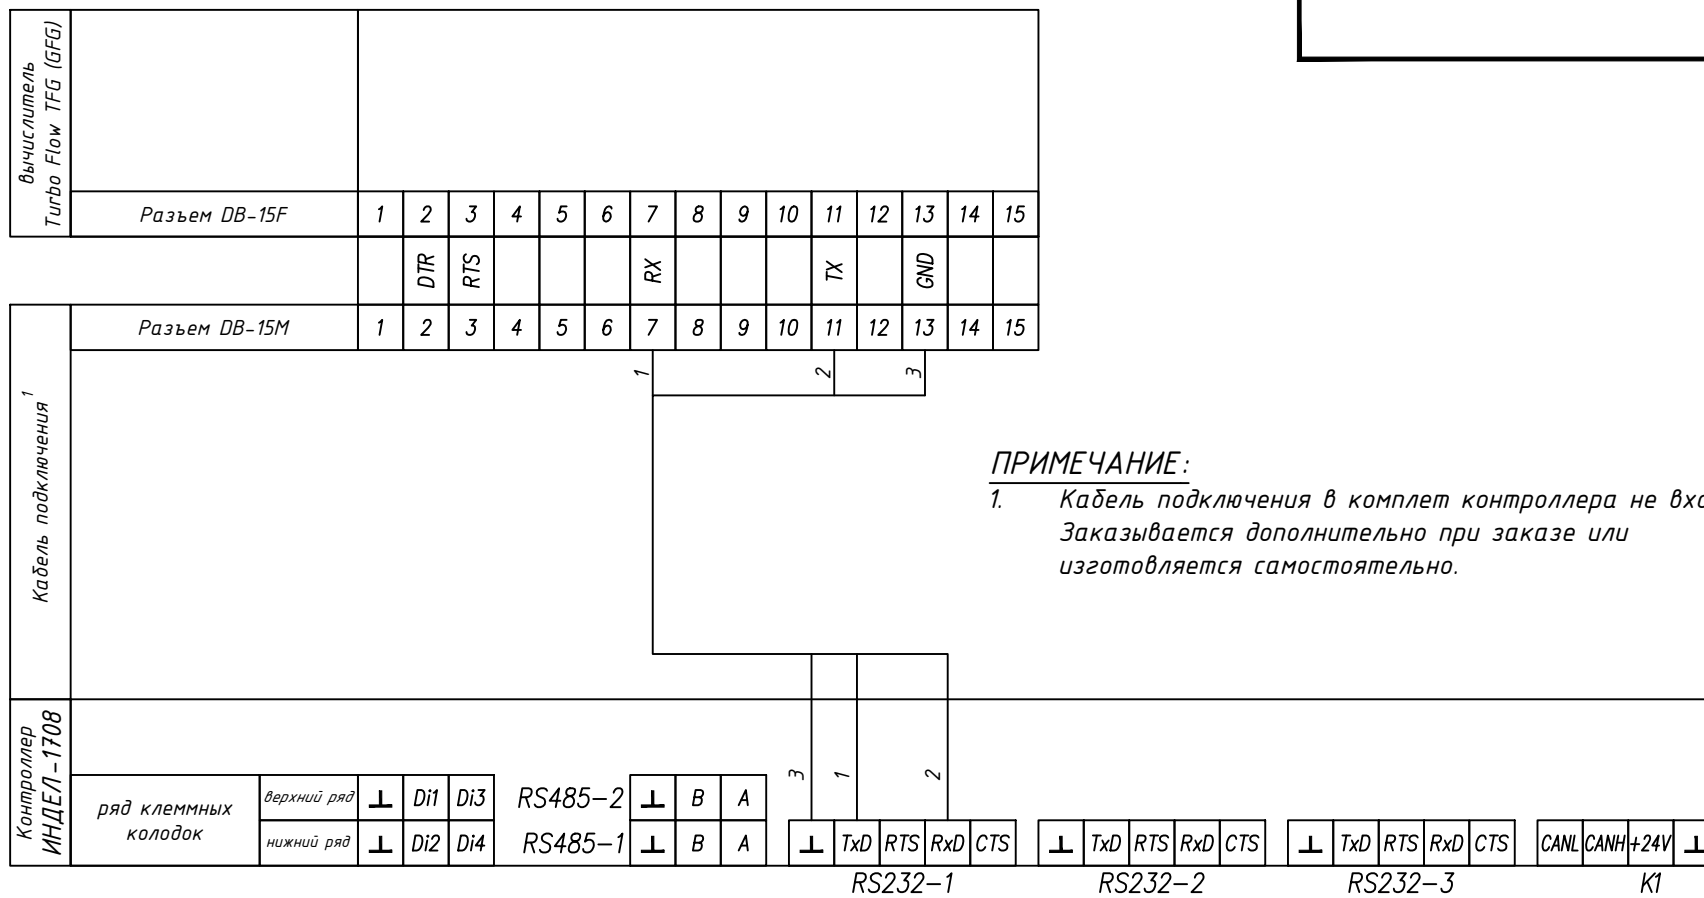 вычислитель
Turbo Flow TFG (GFG)
Разъем DB-15F 1 2 3 4 5 6 7 8 9 10 11 12 13 14 15
DTR RTS RX TX GND
Разъем DB-15M 1 2 3 4 5 6 7 8 9 10 11 12 13 14 15
1 2 3
Кабель подключения 1
ПРИМЕЧАНИЕ:
1. Кабель подключения в комплет контроллера не
Заказывается дополнительно при заказе или
изготовляется самостоятельно.
Контроллер
ИНДЕЛ-1708
3 1 2
ряд клеммных
колодок
верхний ряд ⊥ Di1 Di3 RS485-2 ⊥ B A
нижний ряд ⊥ Di2 Di4 RS485-1 ⊥ B A
⊥ TxD RTS RxD CTS ⊥ TxD RTS RxD CTS ⊥ TxD RTS RxD CTS CANL CANH +24V ⊥
RS232-1 RS232-2 RS232-3 K1